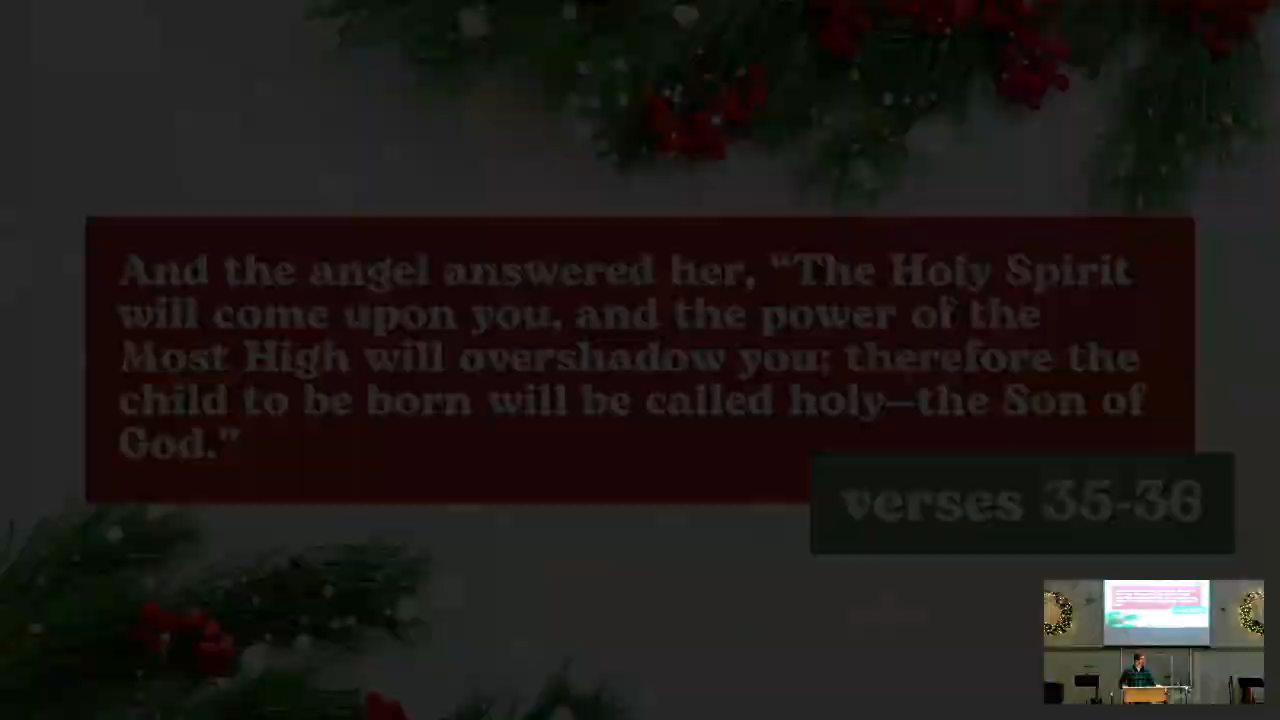 And the angel answered her, “The Holy Spirit
will come upon you, and the power of the
Most High will overshadow you; therefore the
child to be born will be called holy—the Son of
God.”
verses 35-36